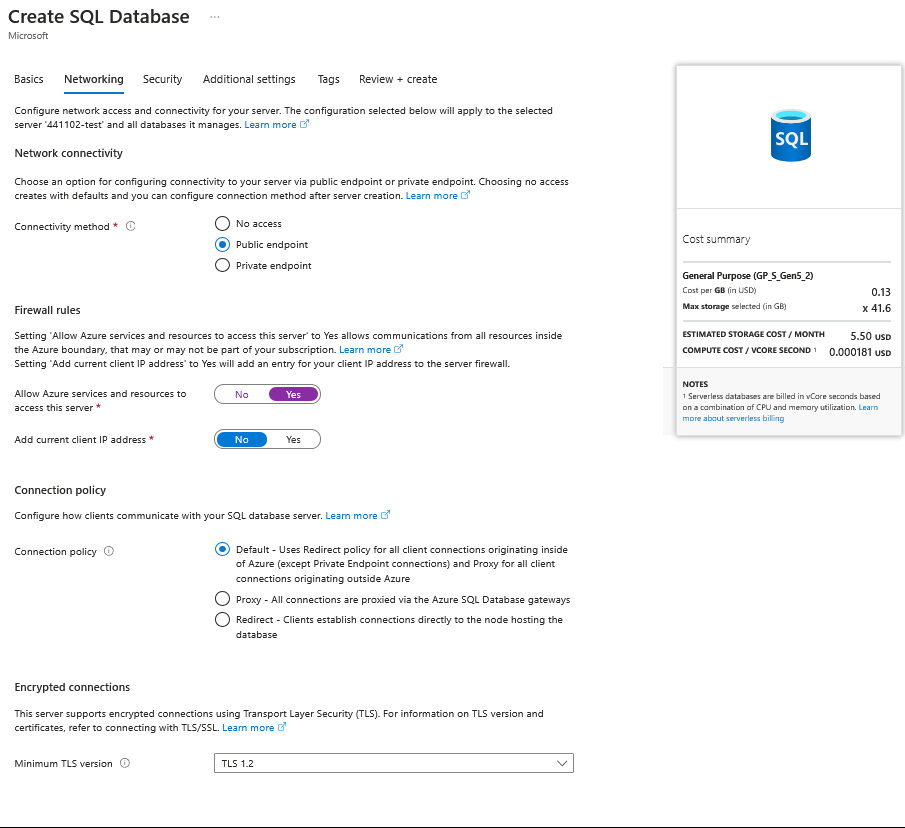 Create SQL Database ...
Microsoft
Basics Networking Security Additional settings Tags Review + create
Configure network access and connectivity for your server. The configuration selected below will apply to the selected
server '441102-test' and all databases it manages. Learn more
Network connectivity
Choose an option for configuring connectivity to your server via public endpoint or private endpoint. Choosing no access
creates with defaults and you can configure connection method after server creation. Learn more
Connectivity method *
No access
Public endpoint
Private endpoint
Firewall rules
Setting 'Allow Azure services and resources to access this server' to Yes allows communications from all resources inside
the Azure boundary, that may or may not be part of your subscription. Learn more
Setting 'Add current client IP address' to Yes will add an entry for your client IP address to the server firewall.
Allow Azure services and resources to
access this server *
No Yes
Add current client IP address *
No Yes
Connection policy
Configure how clients communicate with your SQL database server. Learn more
Connection policy
Default - Uses Redirect policy for all client connections originating inside
of Azure (except Private Endpoint connections) and Proxy for all client
connections originating outside Azure
Proxy - All connections are proxied via the Azure SQL Database gateways
Redirect - Clients establish connections directly to the node hosting the
database
Encrypted connections
This server supports encrypted connections using Transport Layer Security (TLS). For information on TLS version and
certificates, refer to connecting with TLS/SSL. Learn more
Minimum TLS version
TLS 1.2
SQL
Cost summary
General Purpose (GP_S_Gen5_2)
Cost per GB (in USD) 0.13
Max storage selected (in GB) x 41.6
ESTIMATED STORAGE COST / MONTH 5.50 USD
COMPUTE COST / VCORE SECOND ¹ 0.000181 USD
NOTES
¹ Serverless databases are billed in vCore seconds based
on a combination of CPU and memory utilization. Learn
more about serverless billing